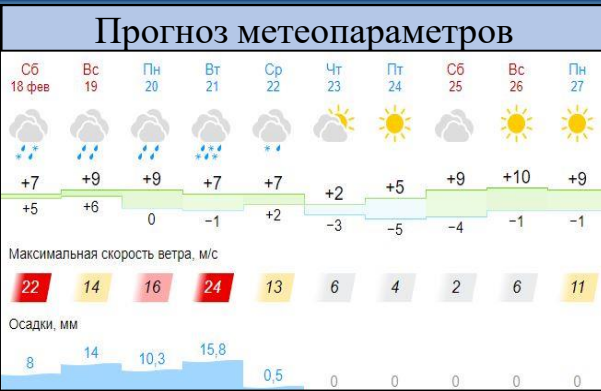 Прогноз метеопараметров
Сб Вс Пн Вт Ср Чт Пт Сб Вс Пн
18 фев 19 20 21 22 23 24 25 26 27
+7 +9 +9 +7 +7 +2 +5 +9 +10 +9
+5 +6 0 −1 +2 −3 −5 −4 −1 −1
Максимальная скорость ветра, м/с
22 14 16 24 13 6 4 2 6 11
Осадки, мм
8 14 10,3 15,8 0,5 0 0 0 0 0